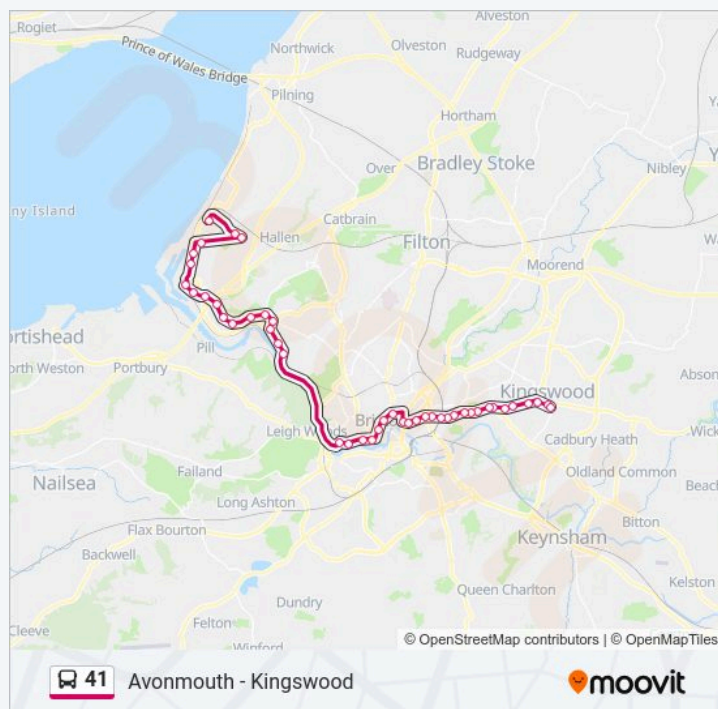 Rogiet
Prince of Wales Bridge
Northwick
Alveston
Olveston
Rudgeway
Pilning
Hortham
Over
Bradley Stoke
Nibley
ny Island
Catbrain
Hallen
Filton
Moorend
ortishead
Pill
orth Weston
Portbury
Kingswood
Abson
Leigh Woods
Wick
Cadbury Heath
Failand
Oldland Common
Nailsea
Long Ashton
Beach
Flax Bourton
Bitton
Keynsham
Backwell
Kelston
Queen Charlton
Dundry
Cleeve
Felton
Winford
© OpenStreetMap contributors | © OpenMapTiles
41 Avonmouth - Kingswood
moovit